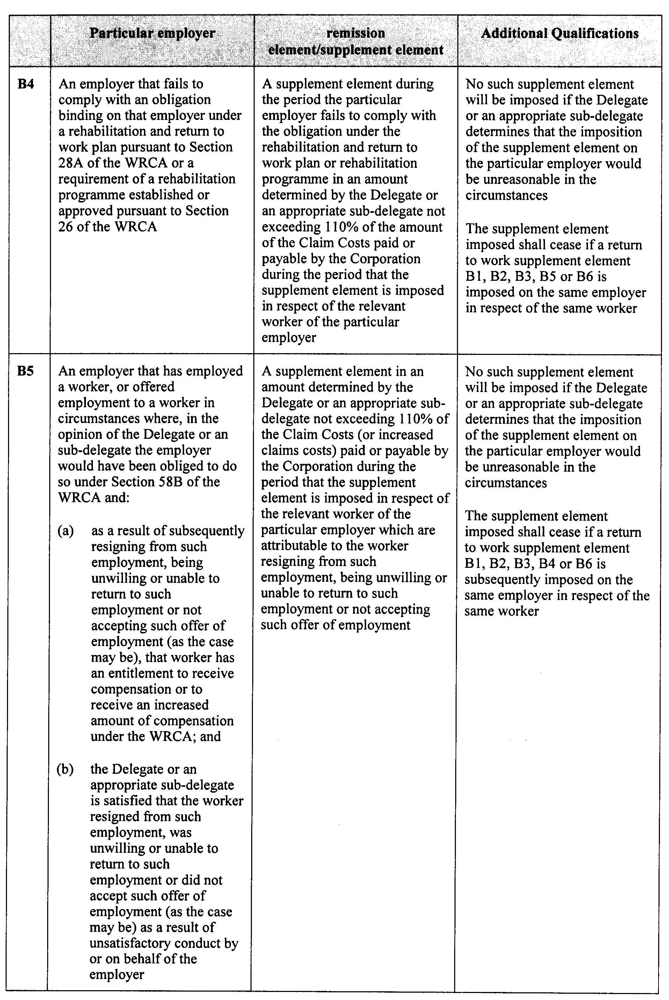 Particular employer
remission
element/supplement element
Additional Qualifications
B4
An employer that fails to
comply with an obligation
binding on that employer under
a rehabilitation and return to
work plan pursuant to Section
28A of the WRCA or a
requirement of a rehabilitation
programme established or
approved pursuant to Section
26 of the WRCA
A supplement element during
the period the particular
employer fails to comply with
the obligation under the
rehabilitation and return to
work plan or rehabilitation
programme in an amount
determined by the Delegate or
an appropriate sub-delegate not
exceeding 110% of the amount
of the Claim Costs paid or
payable by the Corporation
during the period that the
supplement element is imposed
in respect of the relevant
worker of the particular
employer
No such supplement element
will be imposed if the Delegate
or an appropriate sub-delegate
determines that the imposition
of the supplement element on
the particular employer would
be unreasonable in the
circumstances
The supplement element
imposed shall cease if a return
to work supplement element
B1, B2, B3, B5 or B6 is
imposed on the same employer
in respect of the same worker
B5
An employer that has employed
a worker, or offered
employment to a worker in
circumstances where, in the
opinion of the Delegate or an
sub-delegate the employer
would have been obliged to do
so under Section 58B of the
WRCA and:
(a) as a result of subsequently
resigning from such
employment, being
unwilling or unable to
return to such
employment or not
accepting such offer of
employment (as the case
may be), that worker has
an entitlement to receive
compensation or to
receive an increased
amount of compensation
under the WRCA; and
(b) the Delegate or an
appropriate sub-delegate
is satisfied that the worker
resigned from such
employment, was
unwilling or unable to
return to such
employment or did not
accept such offer of
employment (as the case
may be) as a result of
unsatisfactory conduct by
or on behalf of the
employer
A supplement element in an
amount determined by the
Delegate or an appropriate sub-
delegate not exceeding 110% of
the Claim Costs (or increased
claims costs) paid or payable by
the Corporation during the
period that the supplement
element is imposed in respect of
the relevant worker of the
particular employer which are
attributable to the worker
resigning from such
employment, being unwilling or
unable to return to such
employment or not accepting
such offer of employment
No such supplement element
will be imposed if the Delegate
or an appropriate sub-delegate
determines that the imposition
of the supplement element on
the particular employer would
be unreasonable in the
circumstances
The supplement element
imposed shall cease if a return
to work supplement element
B1, B2, B3, B4 or B6 is
subsequently imposed on the
same employer in respect of the
same worker